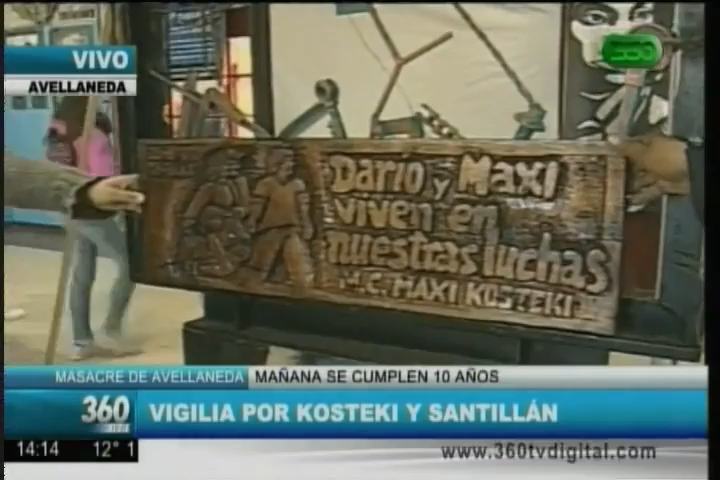 VIVO
AVELLANEDA
Darío y Maxi
viven en
nuestras luchas
M.C. MAXI KOSTEKI
MASACRE DE AVELLANEDA
MAÑANA SE CUMPLEN 10 AÑOS
360
VIGILIA POR KOSTEKI Y SANTILLÁN
14:14 12° 1
www.360tvdigital.com